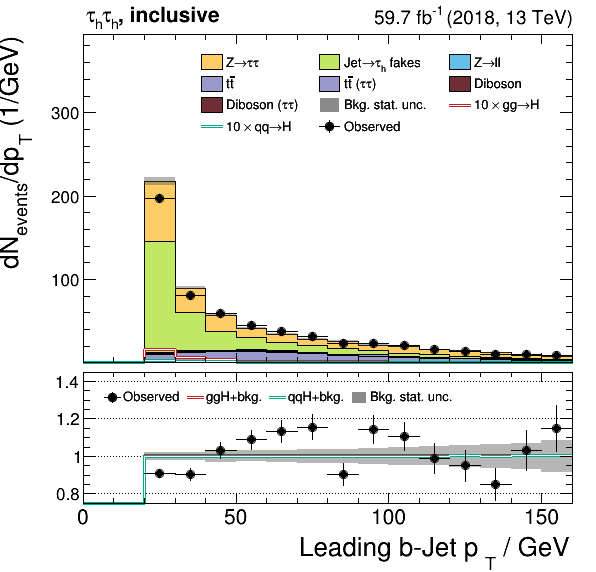 τhτh, inclusive 59.7 fb-1 (2018, 13 TeV)
dNevents/dpT (1/GeV)
Z→ττ Jet→τh fakes Z→ll
tt̄ tt̄ (ττ) Diboson
Diboson (ττ) Bkg. stat. unc. 10 × gg→H
10 × qq→H Observed
300
200
100
1.4
Observed ggH+bkg. qqH+bkg. Bkg. stat. unc.
1.2
1
0.8
0 50 100 150
Leading b-Jet pT / GeV